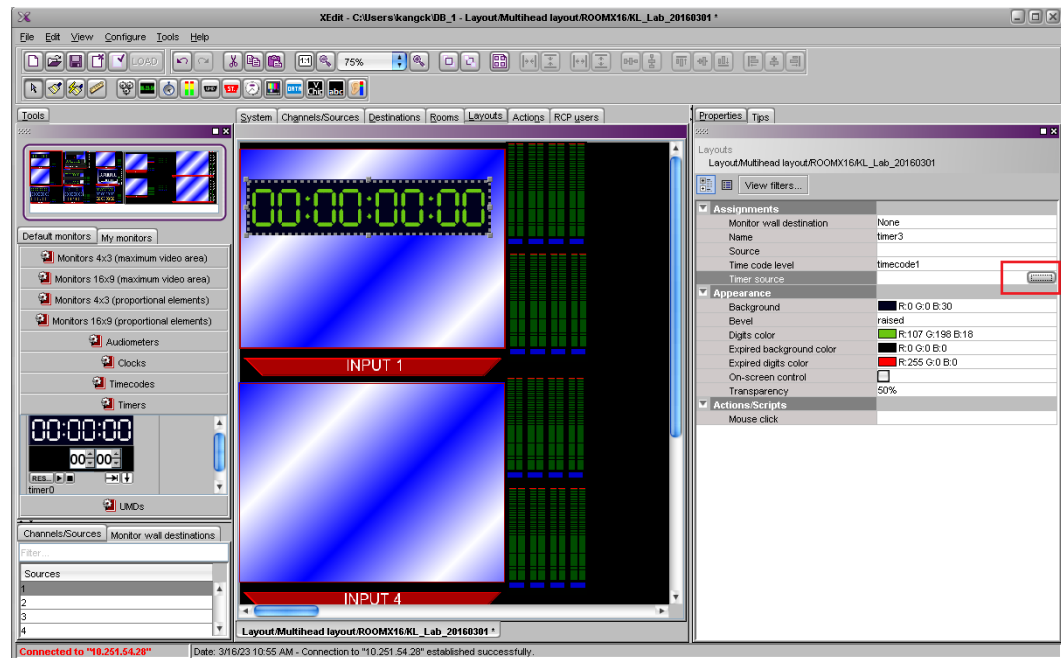 XEdit - C:\Users\kangck\DB_1 - Layout/Multihead layout/ROOMX16/KL_Lab_20160301 *
File Edit View Configure Tools Help
LOAD 1:1 75%
ST. DATA V Chip abc
Tools
System Channels/Sources Destinations Rooms Layouts Actions RCP users
Properties Tips
Layouts
Layout/Multihead layout/ROOMX16/KL_Lab_20160301
View filters...
Assignments
Monitor wall destination None
Name timer3
Source
Time code level timecode1
Timer source
Appearance
Background R:0 G:0 B:30
Bevel raised
Digits color R:107 G:198 B:18
Expired background color R:0 G:0 B:0
Expired digits color R:255 G:0 B:0
On-screen control
Transparency 50%
Actions/Scripts
Mouse click
00:00:00:00
INPUT 1
INPUT 4
Layout/Multihead layout/ROOMX16/KL_Lab_20160301 *
Default monitors My monitors
Monitors 4x3 (maximum video area)
Monitors 16x9 (maximum video area)
Monitors 4x3 (proportional elements)
Monitors 16x9 (proportional elements)
Audiometers
Clocks
Timecodes
Timers
00:00:00
00 00
RES...
timer0
UMDs
Channels/Sources Monitor wall destinations
Filter...
Sources
1
2
3
4
Connected to "10.251.54.28" Date: 3/16/23 10:55 AM - Connection to "10.251.54.28" established successfully.